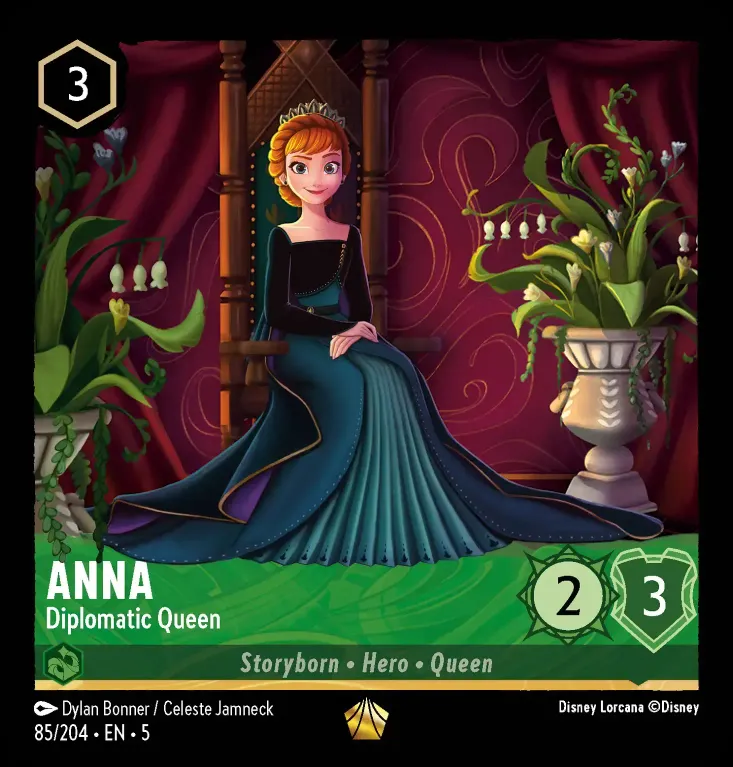 3
ANNA
Diplomatic Queen
2
3
Storyborn • Hero • Queen
Dylan Bonner / Celeste Jamneck
Disney Lorcana ©Disney
85/204 • EN • 5